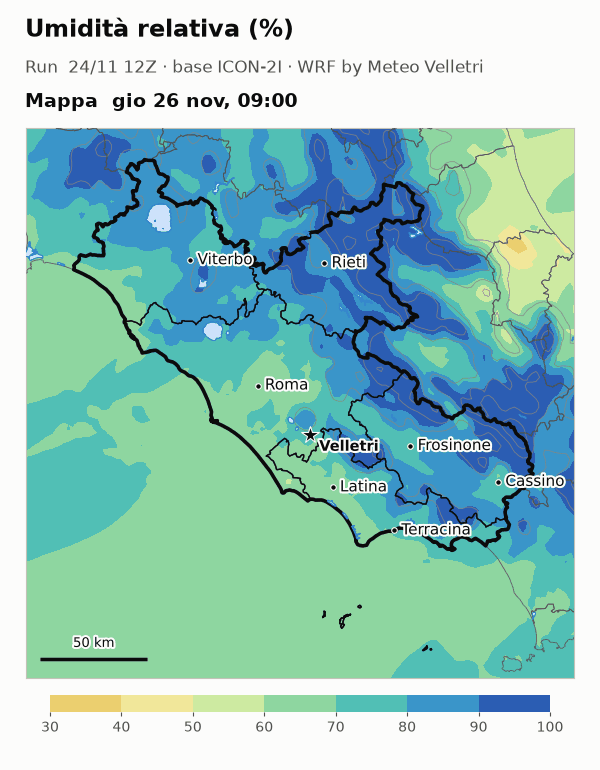 Umidità relativa (%)
Run  24/11 12Z · base ICON-2I · WRF by Meteo Velletri
Mappa  gio 26 nov, 09:00
Viterbo
Rieti
Roma
Velletri
Frosinone
Latina
Cassino
Terracina
50 km
30 40 50 60 70 80 90 100